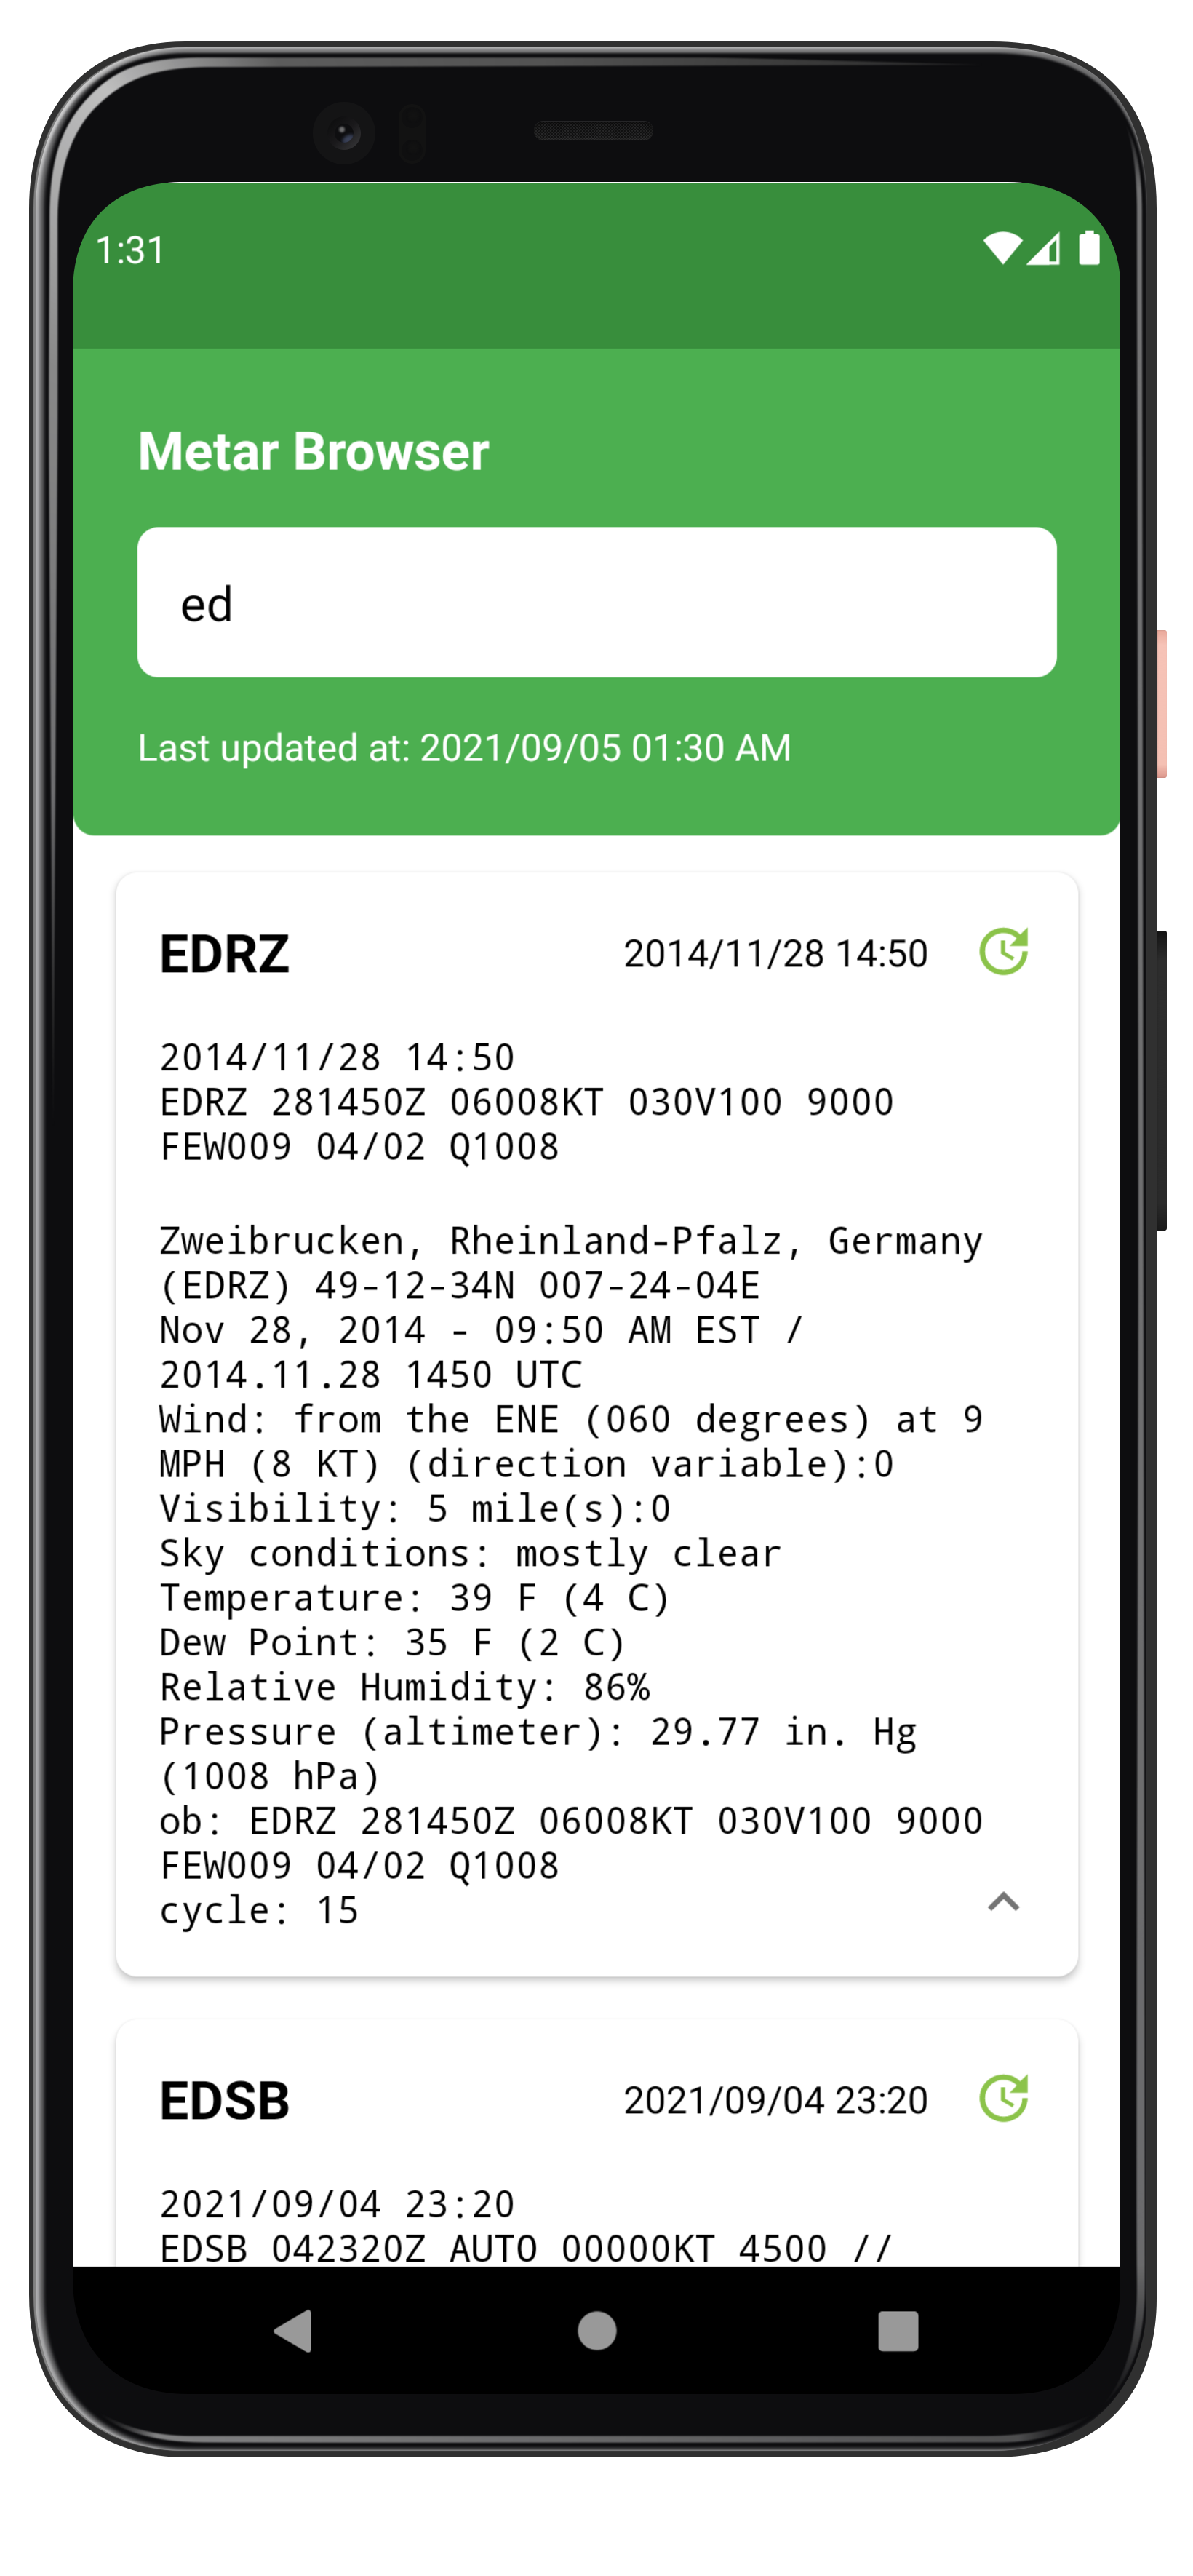 1:31
Metar Browser
ed
Last updated at: 2021/09/05 01:30 AM
EDRZ 2014/11/28 14:50
2014/11/28 14:50
EDRZ 281450Z 06008KT 030V100 9000
FEW009 04/02 Q1008
Zweibrucken, Rheinland-Pfalz, Germany
(EDRZ) 49-12-34N 007-24-04E
Nov 28, 2014 - 09:50 AM EST /
2014.11.28 1450 UTC
Wind: from the ENE (060 degrees) at 9
MPH (8 KT) (direction variable):0
Visibility: 5 mile(s):0
Sky conditions: mostly clear
Temperature: 39 F (4 C)
Dew Point: 35 F (2 C)
Relative Humidity: 86%
Pressure (altimeter): 29.77 in. Hg
(1008 hPa)
ob: EDRZ 281450Z 06008KT 030V100 9000
FEW009 04/02 Q1008
cycle: 15
EDSB 2021/09/04 23:20
2021/09/04 23:20
EDSB 042320Z AUTO 00000KT 4500 //